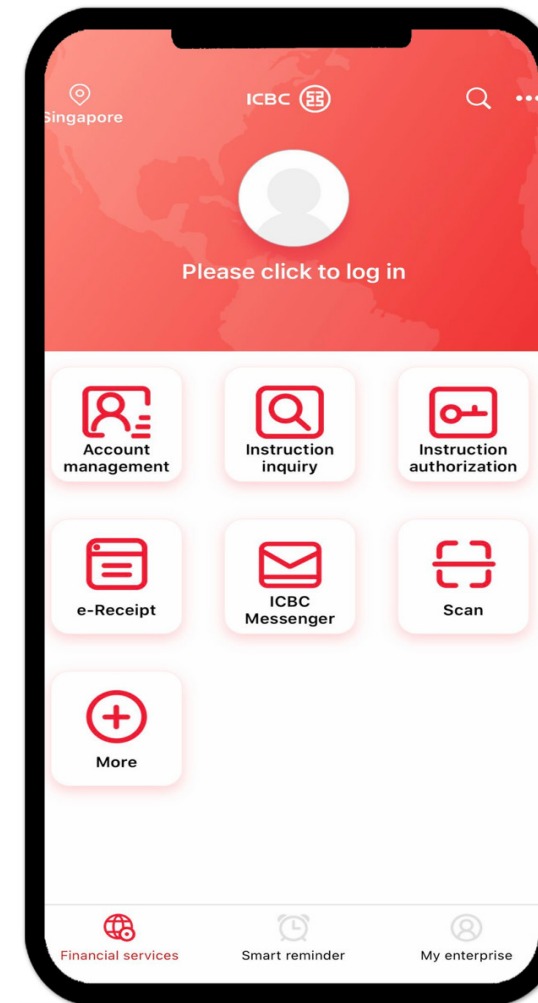 ICBC
Singapore
Please click to log in
Account
management
Instruction
inquiry
Instruction
authorization
e-Receipt
ICBC
Messenger
Scan
More
Financial services
Smart reminder
My enterprise